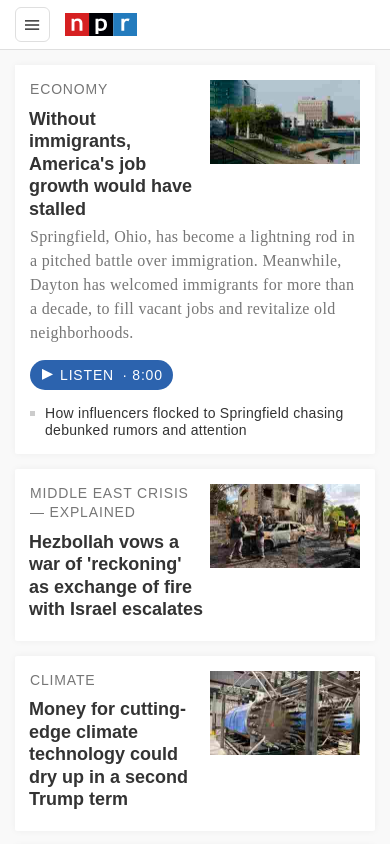 npr
ECONOMY
Without
immigrants,
America's job
growth would have
stalled
Springfield, Ohio, has become a lightning rod in
a pitched battle over immigration. Meanwhile,
Dayton has welcomed immigrants for more than
a decade, to fill vacant jobs and revitalize old
neighborhoods.
LISTEN · 8:00
How influencers flocked to Springfield chasing
debunked rumors and attention
MIDDLE EAST CRISIS
— EXPLAINED
Hezbollah vows a
war of 'reckoning'
as exchange of fire
with Israel escalates
CLIMATE
Money for cutting-
edge climate
technology could
dry up in a second
Trump term